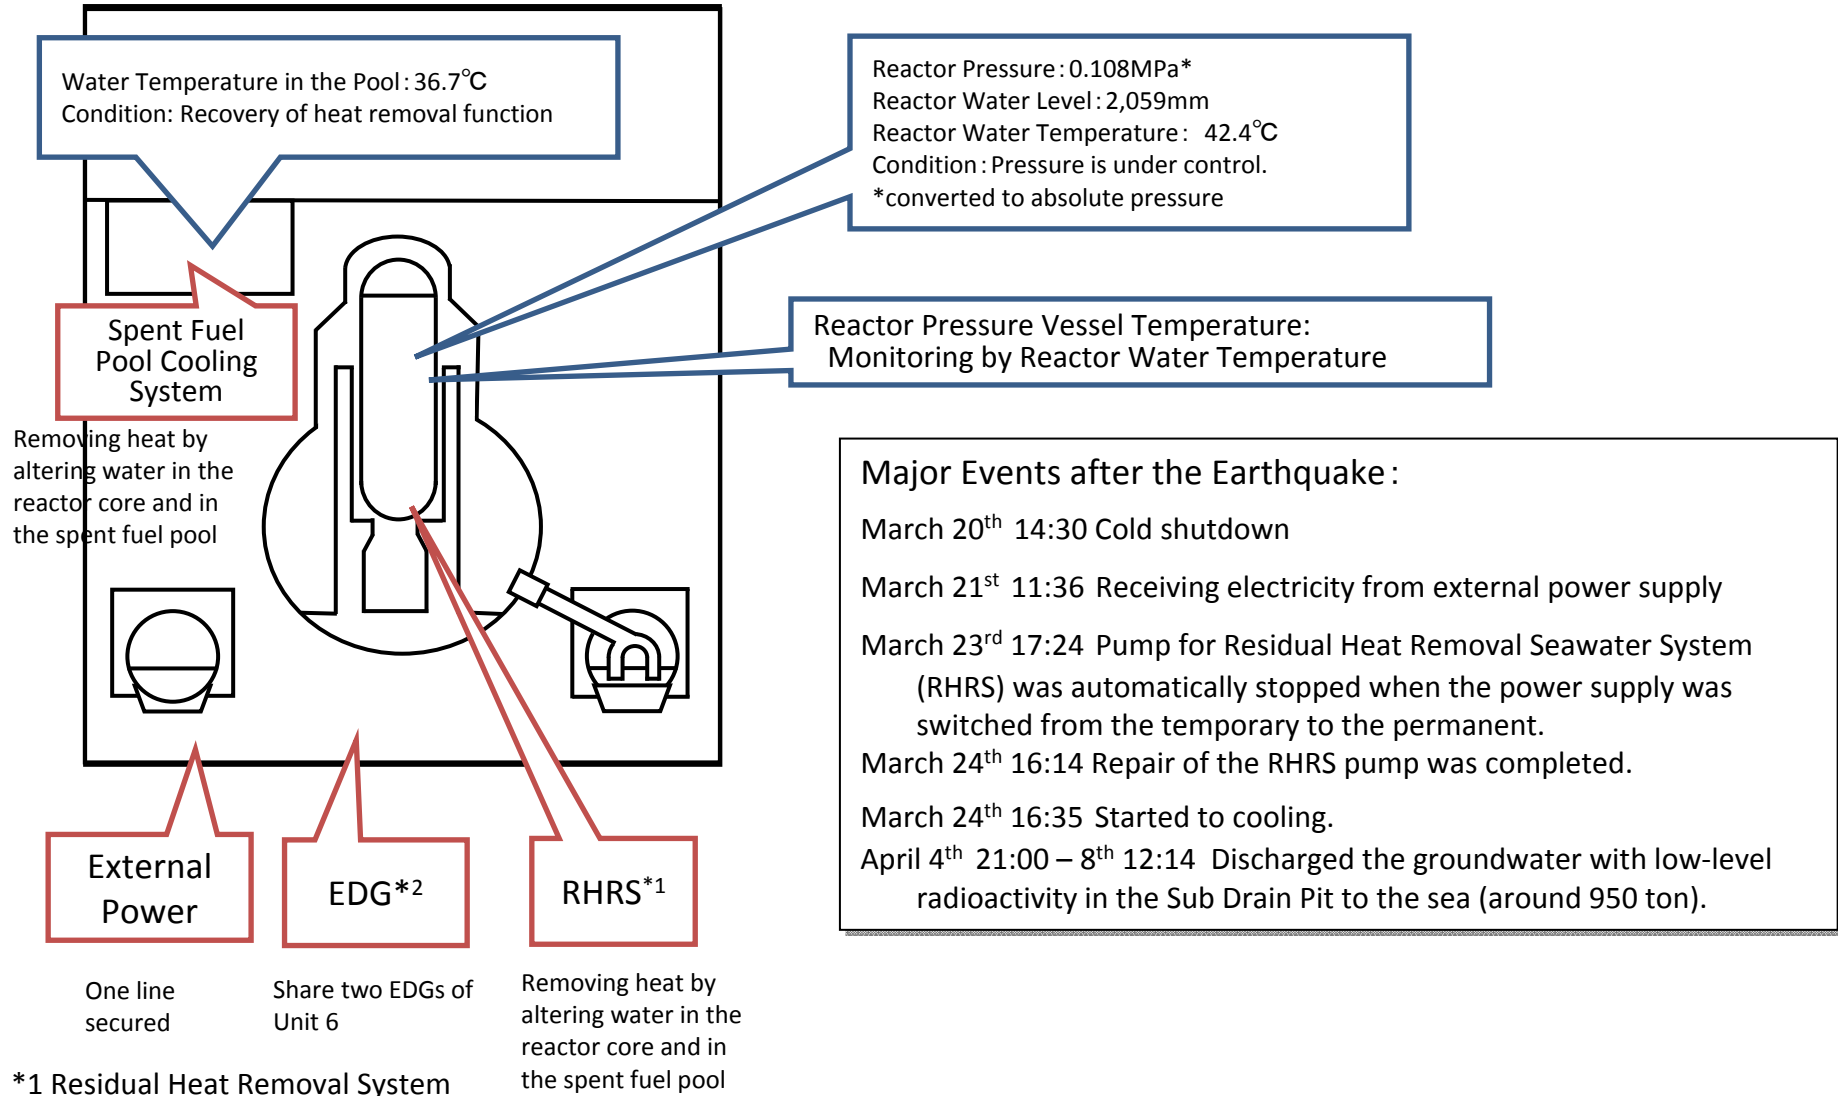 Water Temperature in the Pool：36.7℃
Condition: Recovery of heat removal function
Reactor Pressure：0.108MPa*
Reactor Water Level：2,059mm
Reactor Water Temperature： 42.4℃
Condition：Pressure is under control.
*converted to absolute pressure
Spent Fuel
Pool Cooling
System
Reactor Pressure Vessel Temperature:
Monitoring by Reactor Water Temperature
Removing heat by
altering water in the
reactor core and in
the spent fuel pool
Major Events after the Earthquake：
March 20th 14:30 Cold shutdown
March 21st 11:36 Receiving electricity from external power supply
March 23rd 17:24 Pump for Residual Heat Removal Seawater System
(RHRS) was automatically stopped when the power supply was
switched from the temporary to the permanent.
March 24th 16:14 Repair of the RHRS pump was completed.
March 24th 16:35 Started to cooling.
April 4th 21:00 – 8th 12:14 Discharged the groundwater with low-level
radioactivity in the Sub Drain Pit to the sea (around 950 ton).
External
Power
EDG*2
RHRS*1
One line
secured
Share two EDGs of
Unit 6
Removing heat by
altering water in the
reactor core and in
the spent fuel pool
*1 Residual Heat Removal System